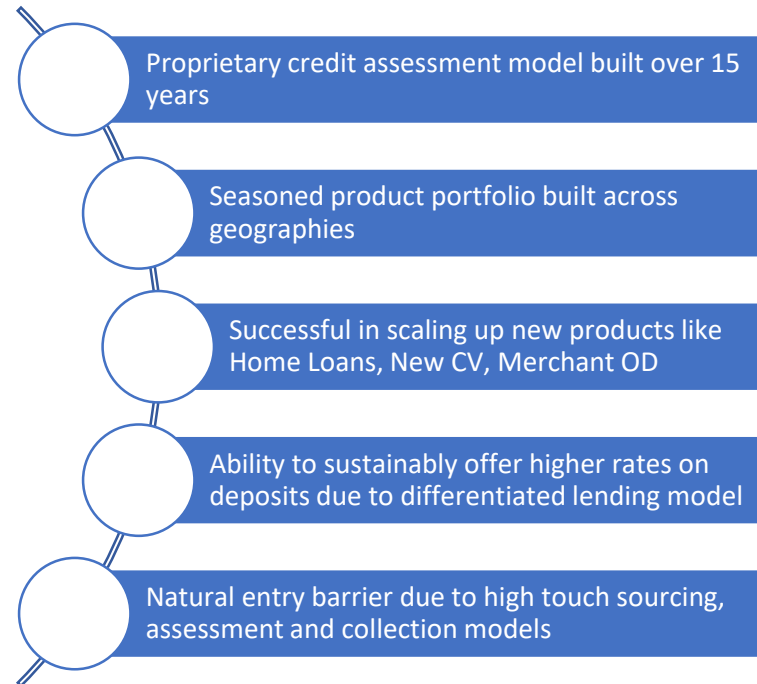 Proprietary credit assessment model built over 15
years
Seasoned product portfolio built across
geographies
Successful in scaling up new products like
Home Loans, New CV, Merchant OD
Ability to sustainably offer higher rates on
deposits due to differentiated lending model
Natural entry barrier due to high touch sourcing,
assessment and collection models